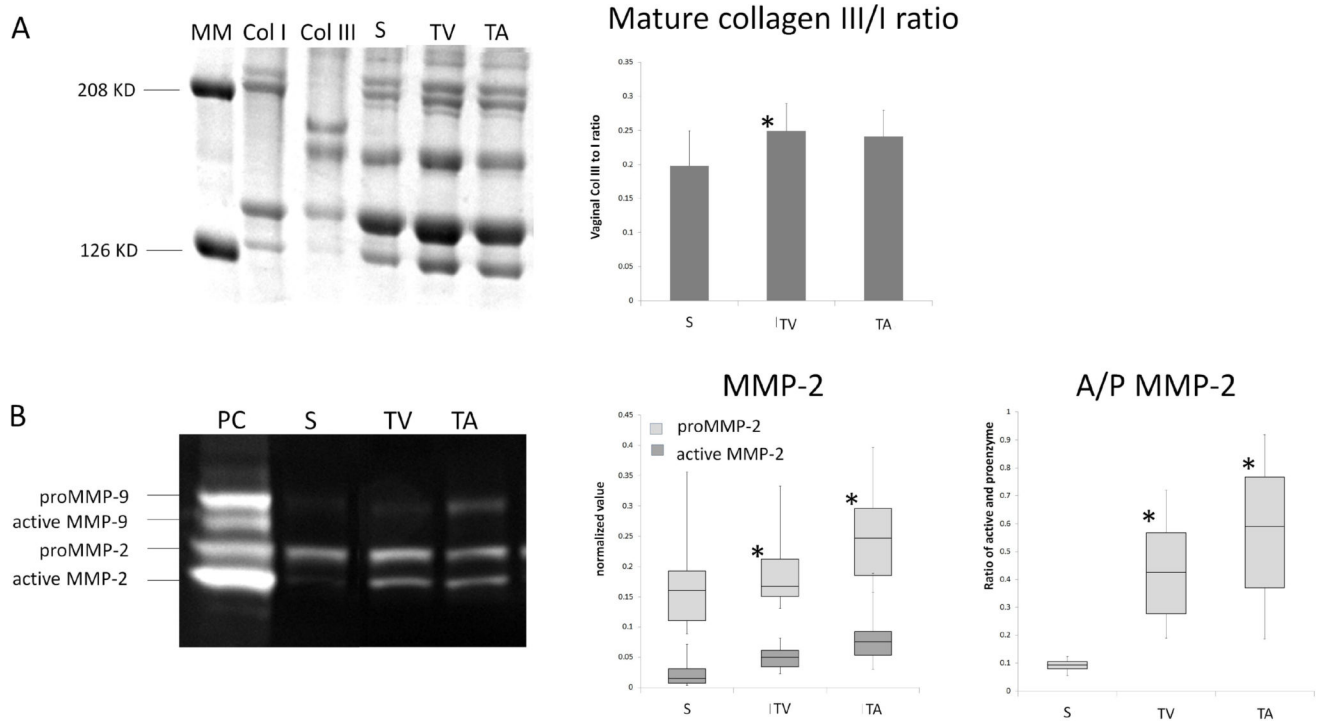 A
MM Col I Col III S TV TA
208 KD
126 KD
Mature collagen III/I ratio
Vaginal Col III to I ratio
0.35
0.3
0.25
0.2
0.15
0.1
0.05
0
*
S TV TA
B
PC S TV TA
proMMP-9
active MMP-9
proMMP-2
active MMP-2
MMP-2
proMMP-2
active MMP-2
normalized value
0.45
0.4
0.35
0.3
0.25
0.2
0.15
0.1
0.05
0
*
*
S TV TA
A/P MMP-2
Ratio of active and proenzyme
1
0.9
0.8
0.7
0.6
0.5
0.4
0.3
0.2
0.1
0
*
*
S TV TA